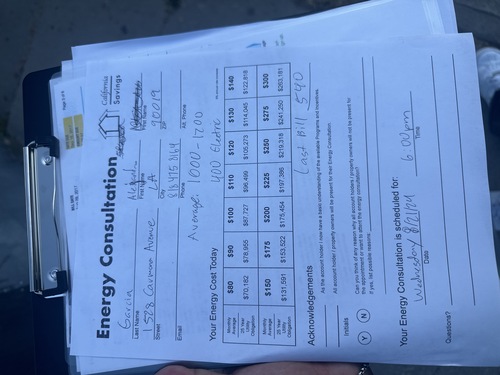 BILL DATE
Page 3 of 6
Energy Consultation
California
Savings
Garcia
Last Name First Name First Name
1528 Carmona Avenue LA 90019
Street City ZIP
818 475 8164
Email Phone Alt. Phone
Average: 1000-1700
Your Energy Cost Today 400 Electric
Monthly Average $80 $90 $100 $110 $120 $130 $140
25 Year Utility Obligation $70,182 $78,955 $87,727 $96,499 $105,273 $114,045 $122,818
Monthly Average $150 $175 $200 $225 $250 $275 $300
25 Year Utility Obligation $131,591 $153,522 $175,454 $197,386 $219,318 $241,250 $263,181
Last Bill 540
Acknowledgements
As the account holder I now have a basic understanding of the available Programs and Incentives.
All account holder / property owners will be present for their Energy Consultation.
Initials
Y N
Can you think of any reason why all account holders / property owners will not be present for
the appointment or want to attend the energy consultation?
If yes, list possible reasons:
Your Energy Consultation is scheduled for:
Wednesday 8/21/24 6:00pm
Date Time
Questions?